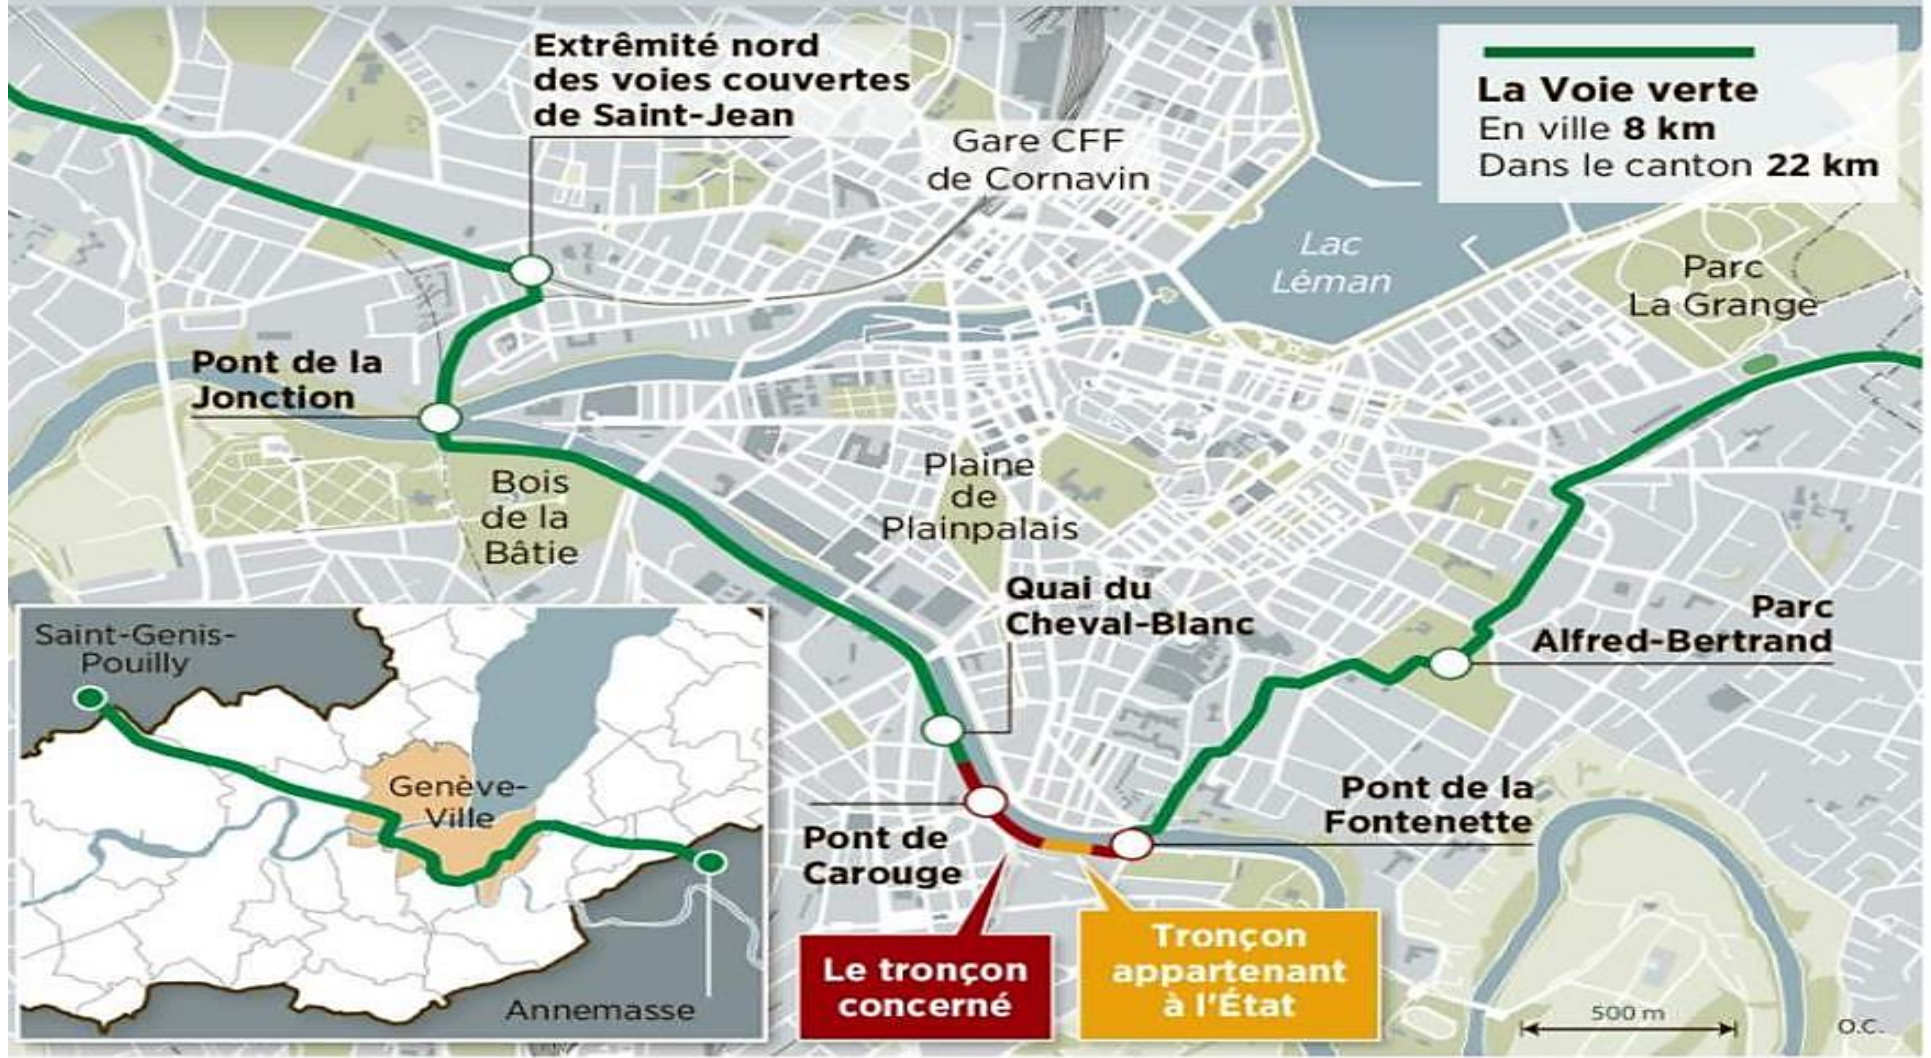 Extrêmité nord
des voies couvertes
de Saint-Jean
Gare CFF
de Cornavin
La Voie verte
En ville 8 km
Dans le canton 22 km
Lac
Léman
Parc
La Grange
Pont de la
Jonction
Bois
de la
Bâtie
Plaine
de
Plainpalais
Quai du
Cheval-Blanc
Parc
Alfred-Bertrand
Saint-Genis-
Pouilly
Genève-
Ville
Annemasse
Pont de
Carouge
Pont de la
Fontenette
Le tronçon
concerné
Tronçon
appartenant
à l'État
500 m
O.C.